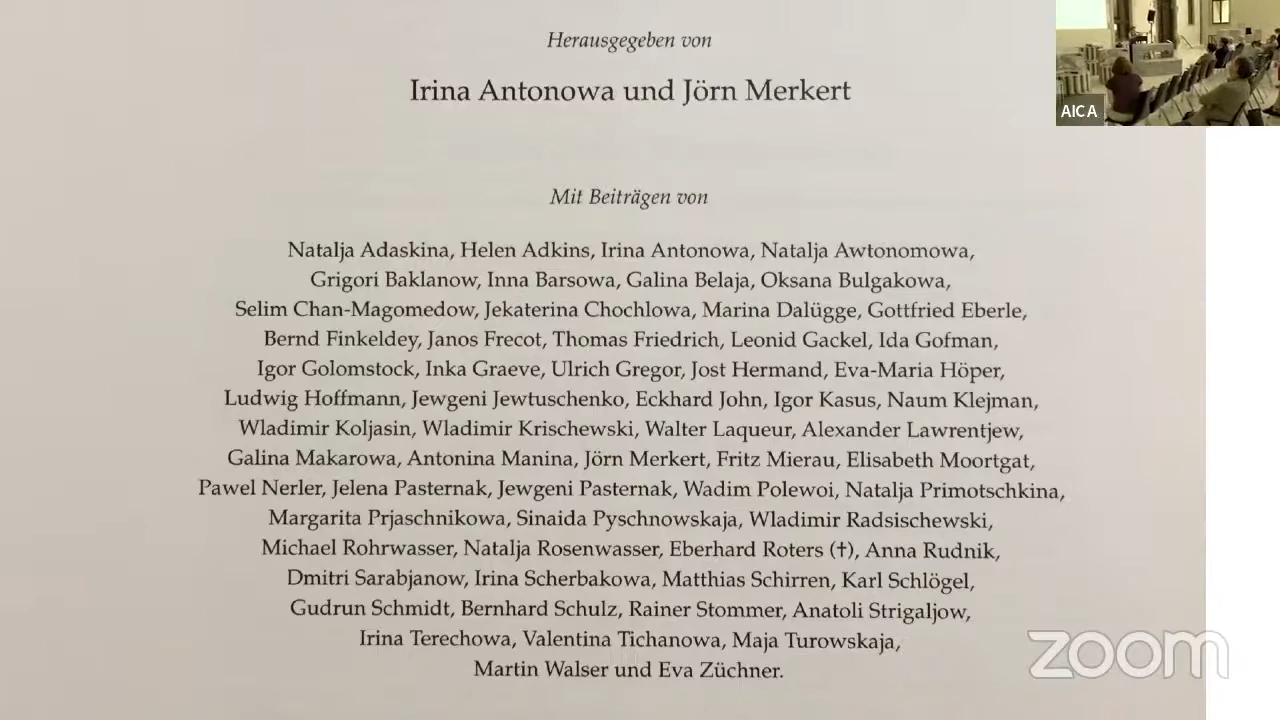 Herausgegeben von
Irina Antonowa und Jörn Merkert
Mit Beiträgen von
Natalja Adaskina, Helen Adkins, Irina Antonowa, Natalja Awtonomowa,
Grigori Baklanow, Inna Barsowa, Galina Belaja, Oksana Bulgakowa,
Selim Chan-Magomedow, Jekaterina Chochlowa, Marina Dalügge, Gottfried Eberle,
Bernd Finkeldey, Janos Frecot, Thomas Friedrich, Leonid Gackel, Ida Gofman,
Igor Golomstock, Inka Graeve, Ulrich Gregor, Jost Hermand, Eva-Maria Höper,
Ludwig Hoffmann, Jewgeni Jewtuschenko, Eckhard John, Igor Kasus, Naum Klejman,
Wladimir Koljasin, Wladimir Krischewski, Walter Laqueur, Alexander Lawrentjew,
Galina Makarowa, Antonina Manina, Jörn Merkert, Fritz Mierau, Elisabeth Moortgat,
Pawel Nerler, Jelena Pasternak, Jewgeni Pasternak, Wadim Polewoi, Natalja Primotschkina,
Margarita Prjaschnikowa, Sinaida Pyschnowskaja, Wladimir Radsischewski,
Michael Rohrwasser, Natalja Rosenwasser, Eberhard Roters (†), Anna Rudnik,
Dmitri Sarabjanow, Irina Scherbakowa, Matthias Schirren, Karl Schlögel,
Gudrun Schmidt, Bernhard Schulz, Rainer Stommer, Anatoli Strigaljow,
Irina Terechowa, Valentina Tichanowa, Maja Turowskaja,
Martin Walser und Eva Züchner.
AICA
zoom